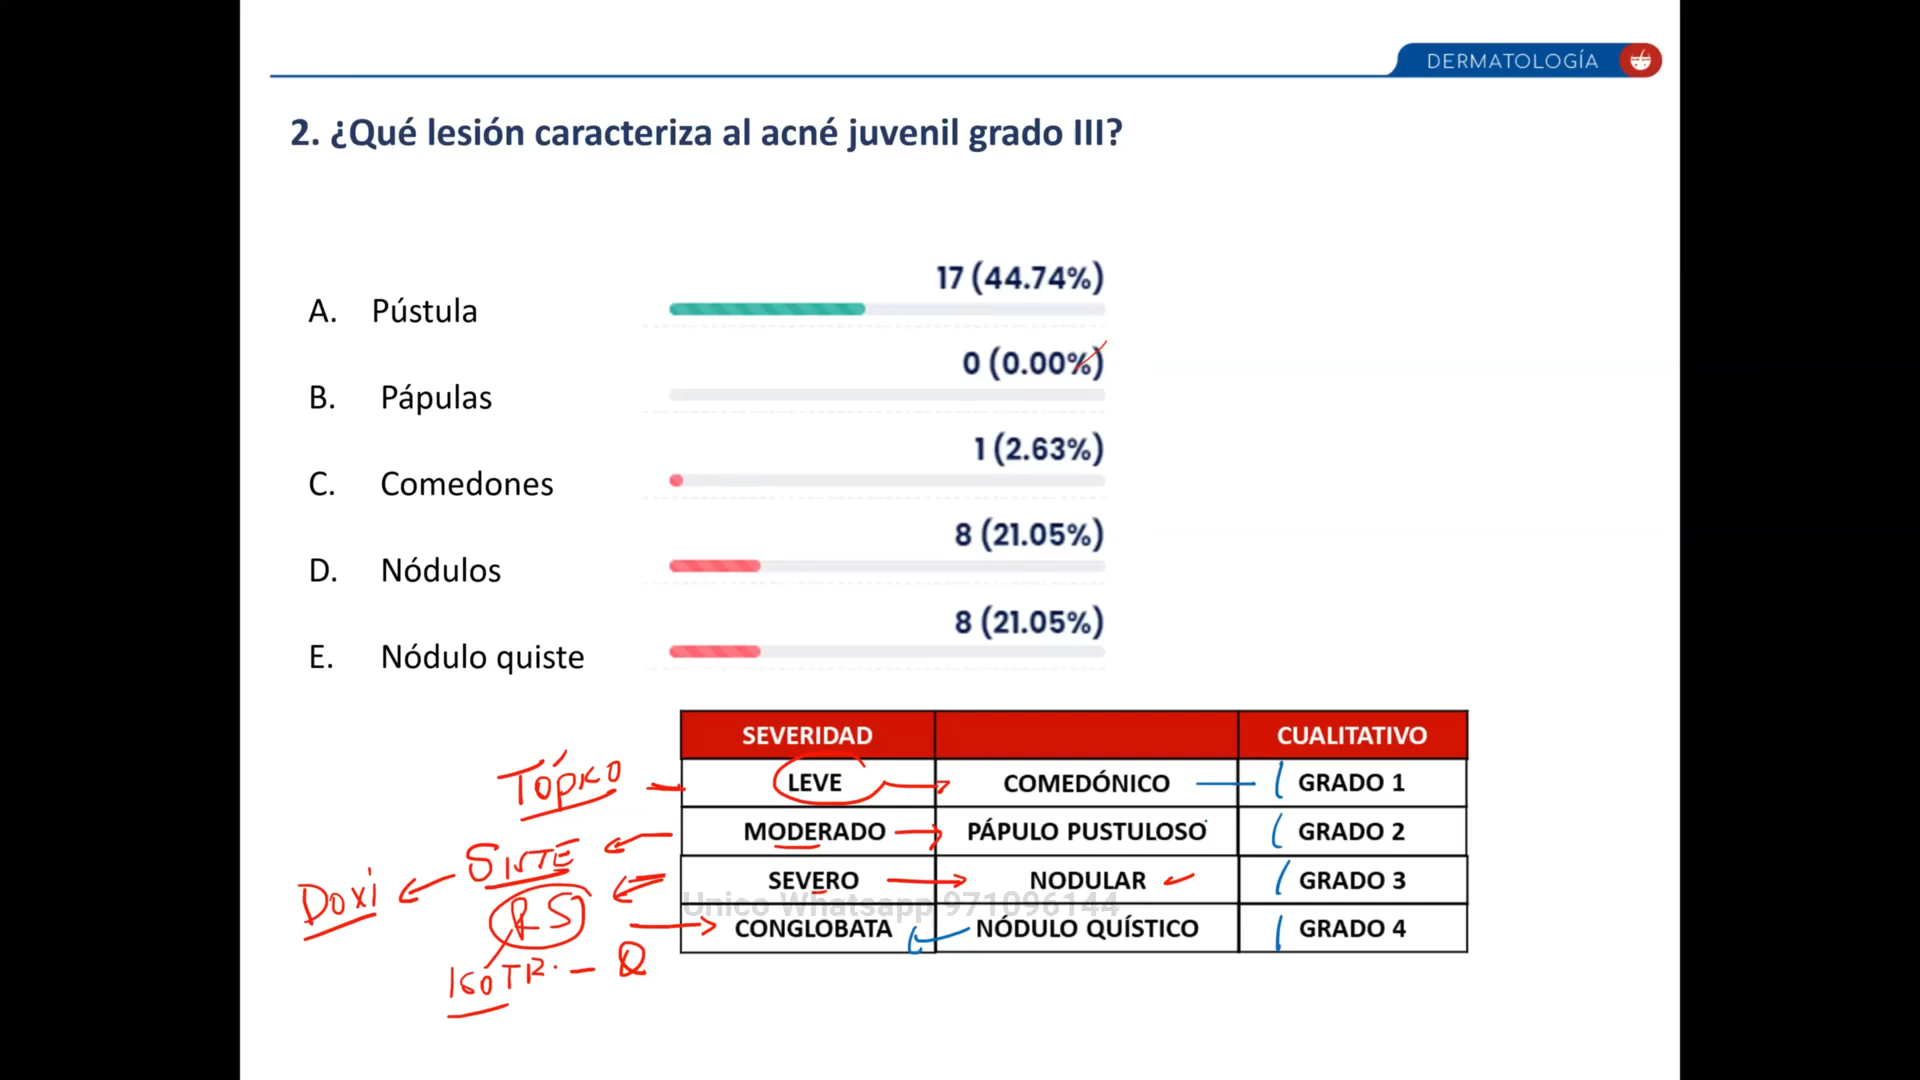 DERMATOLOGÍA
2. ¿Qué lesión caracteriza al acné juvenil grado III?
A. Pústula 17 (44.74%)
B. Pápulas 0 (0.00%)
C. Comedones 1 (2.63%)
D. Nódulos 8 (21.05%)
E. Nódulo quiste 8 (21.05%)
SEVERIDAD CUALITATIVO
Tópico LEVE COMEDÓNICO GRADO 1
MODERADO PÁPULO PUSTULOSO GRADO 2
Doxi SEVERO NODULAR GRADO 3
Unico Whatsapp 971096144
RS CONGLOBATA NÓDULO QUÍSTICO GRADO 4
ISOTR. - Q